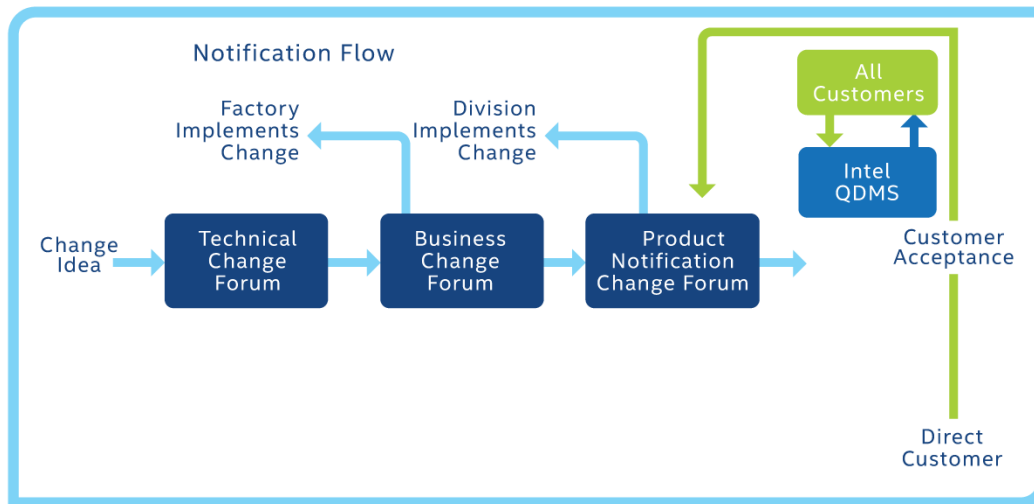 Notification Flow
Factory
Implements
Change
Division
Implements
Change
All
Customers
Intel
QDMS
Change
Idea
Technical
Change
Forum
Business
Change
Forum
Product
Notification
Change Forum
Customer
Acceptance
Direct
Customer